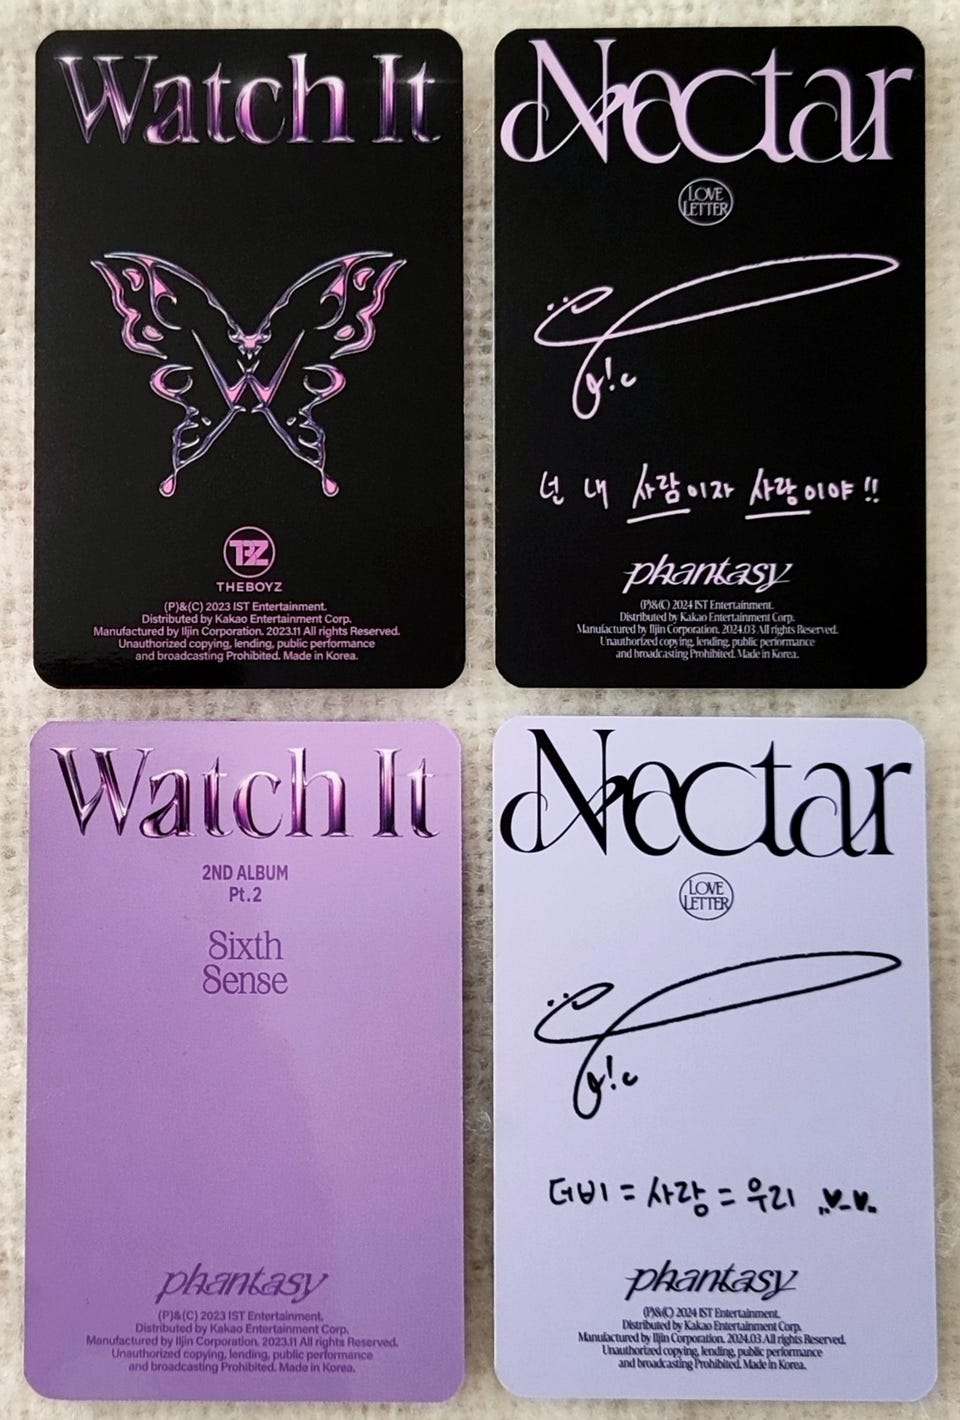 Watch It
TBZ
THEBOYZ
(P)&(C) 2023 IST Entertainment.
Distributed by Kakao Entertainment Corp.
Manufactured by Iljin Corporation. 2023.11 All rights Reserved.
Unauthorized copying, lending, public performance
and broadcasting Prohibited. Made in Korea.
Nectar
LOVE
LETTER
넌 내 사람이자 사랑이야!!
phantasy
(P)&(C) 2024 IST Entertainment.
Distributed by Kakao Entertainment Corp.
Manufactured by Iljin Corporation. 2024.03 All rights Reserved.
Unauthorized copying, lending, public performance
and broadcasting Prohibited. Made in Korea.
Watch It
2ND ALBUM
Pt.2
Sixth
Sense
phantasy
(P)&(C) 2023 IST Entertainment.
Distributed by Kakao Entertainment Corp.
Manufactured by Iljin Corporation. 2023.11 All rights Reserved.
Unauthorized copying, lending, public performance
and broadcasting Prohibited. Made in Korea.
Nectar
LOVE
LETTER
더비 = 사랑 = 우리
phantasy
(P)&(C) 2024 IST Entertainment.
Distributed by Kakao Entertainment Corp.
Manufactured by Iljin Corporation. 2024.03 All rights Reserved.
Unauthorized copying, lending, public performance
and broadcasting Prohibited. Made in Korea.